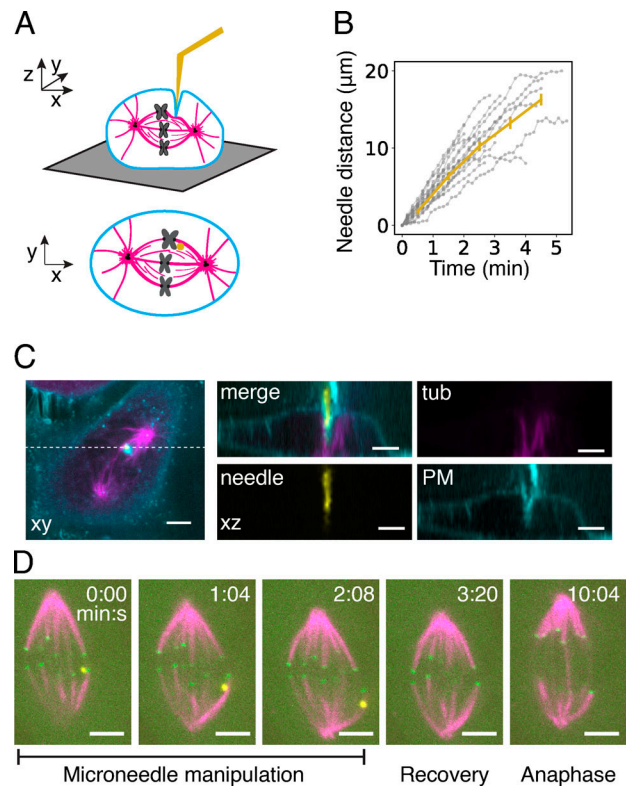 A
z
y
x
y
x
B
Needle distance (μm)
20
10
0
0 1 2 3 4 5
Time (min)
C
xy
merge
tub
needle
xz
PM
D
0:00
min:s
1:04
2:08
3:20
10:04
Microneedle manipulation
Recovery
Anaphase